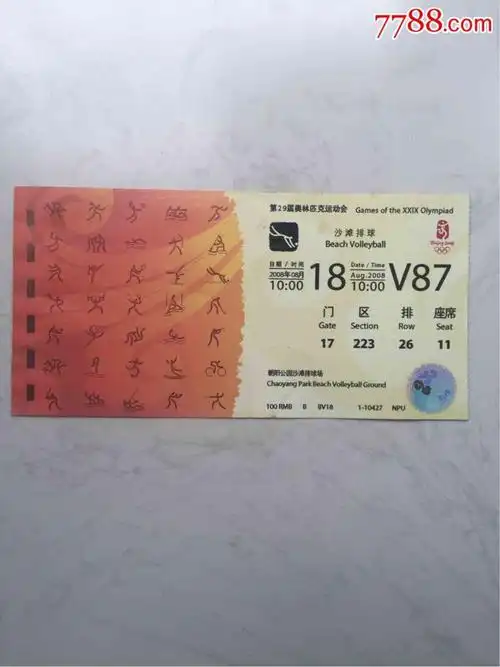 7788.com
第29届奥林匹克运动会 Games of the XXIX Olympiad
沙滩排球
Beach Volleyball
Beijing 2008
日期 / 时间 Date / Time
2008年08月 18 Aug.2008 V87
10:00 10:00
门 区 排 座席
Gate Section Row Seat
17 223 26 11
朝阳公园沙滩排球场
Chaoyang Park Beach Volleyball Ground
100 RMB B BV18 1-10427 NPU